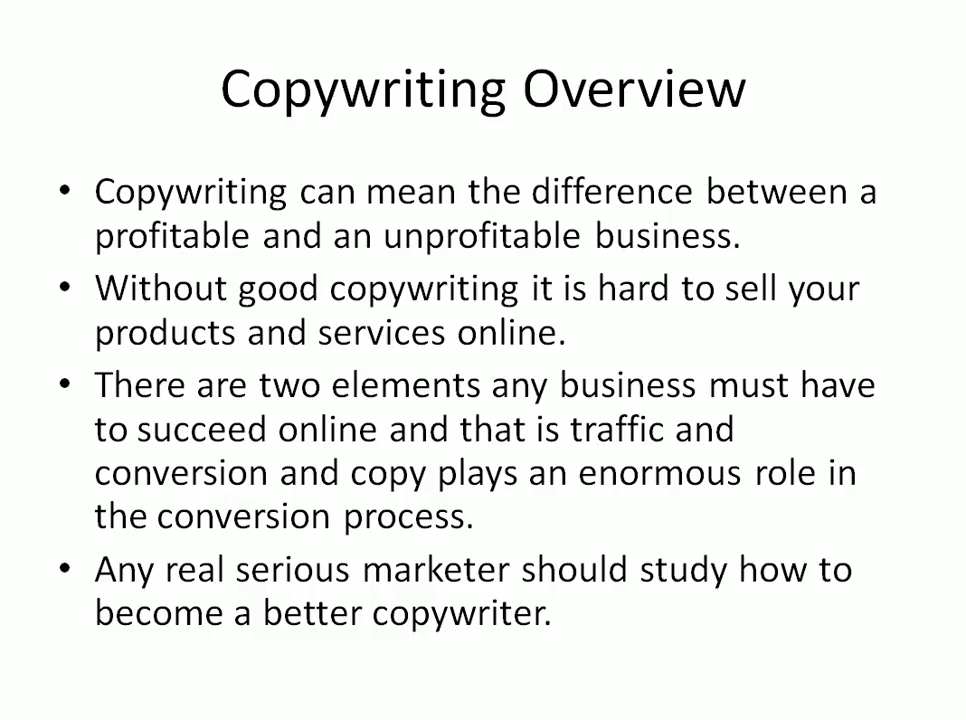 Copywriting Overview
• Copywriting can mean the difference between a
profitable and an unprofitable business.
• Without good copywriting it is hard to sell your
products and services online.
• There are two elements any business must have
to succeed online and that is traffic and
conversion and copy plays an enormous role in
the conversion process.
• Any real serious marketer should study how to
become a better copywriter.